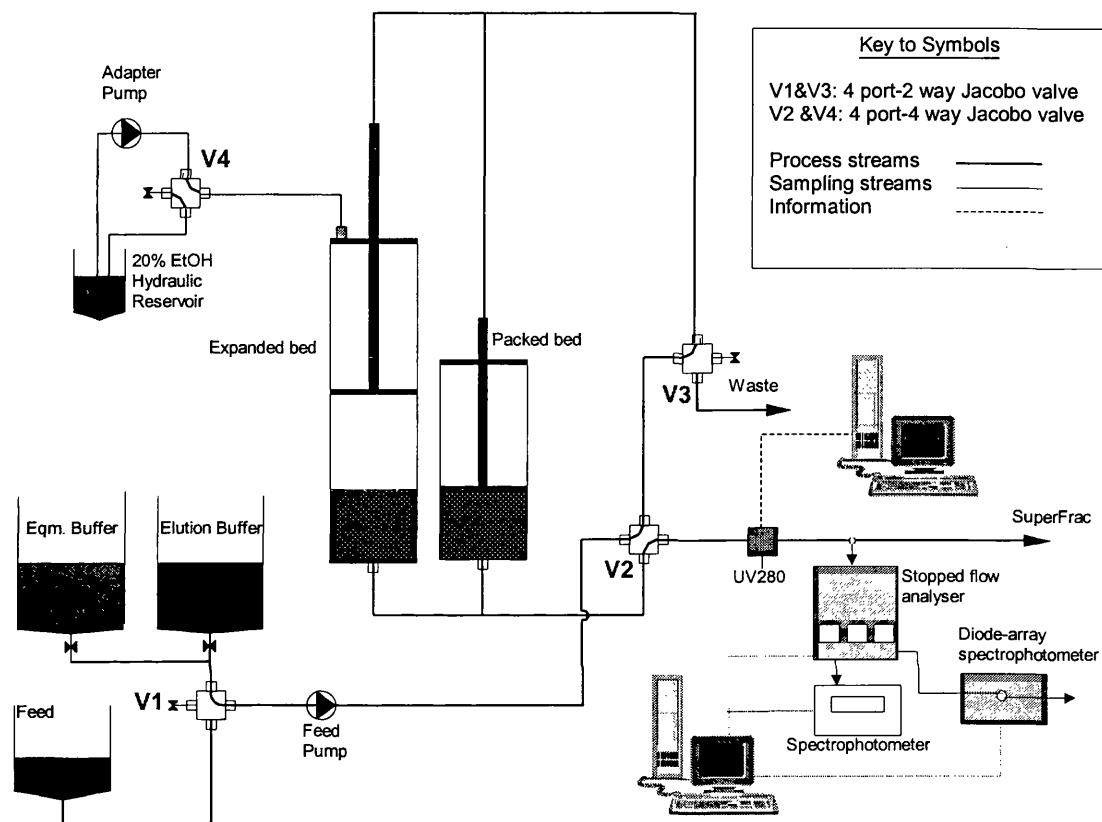 Key to Symbols
V1&V3: 4 port-2 way Jacobo valve
V2 &V4: 4 port-4 way Jacobo valve
Process streams
Sampling streams
Information
Adapter
Pump
V4
20% EtOH
Hydraulic
Reservoir
Expanded bed
Packed bed
V3
Waste
Eqm. Buffer
Elution Buffer
V2
UV280
SuperFrac
Stopped flow
analyser
Diode-array
spectrophotometer
V1
Feed
Pump
Feed
Spectrophotometer